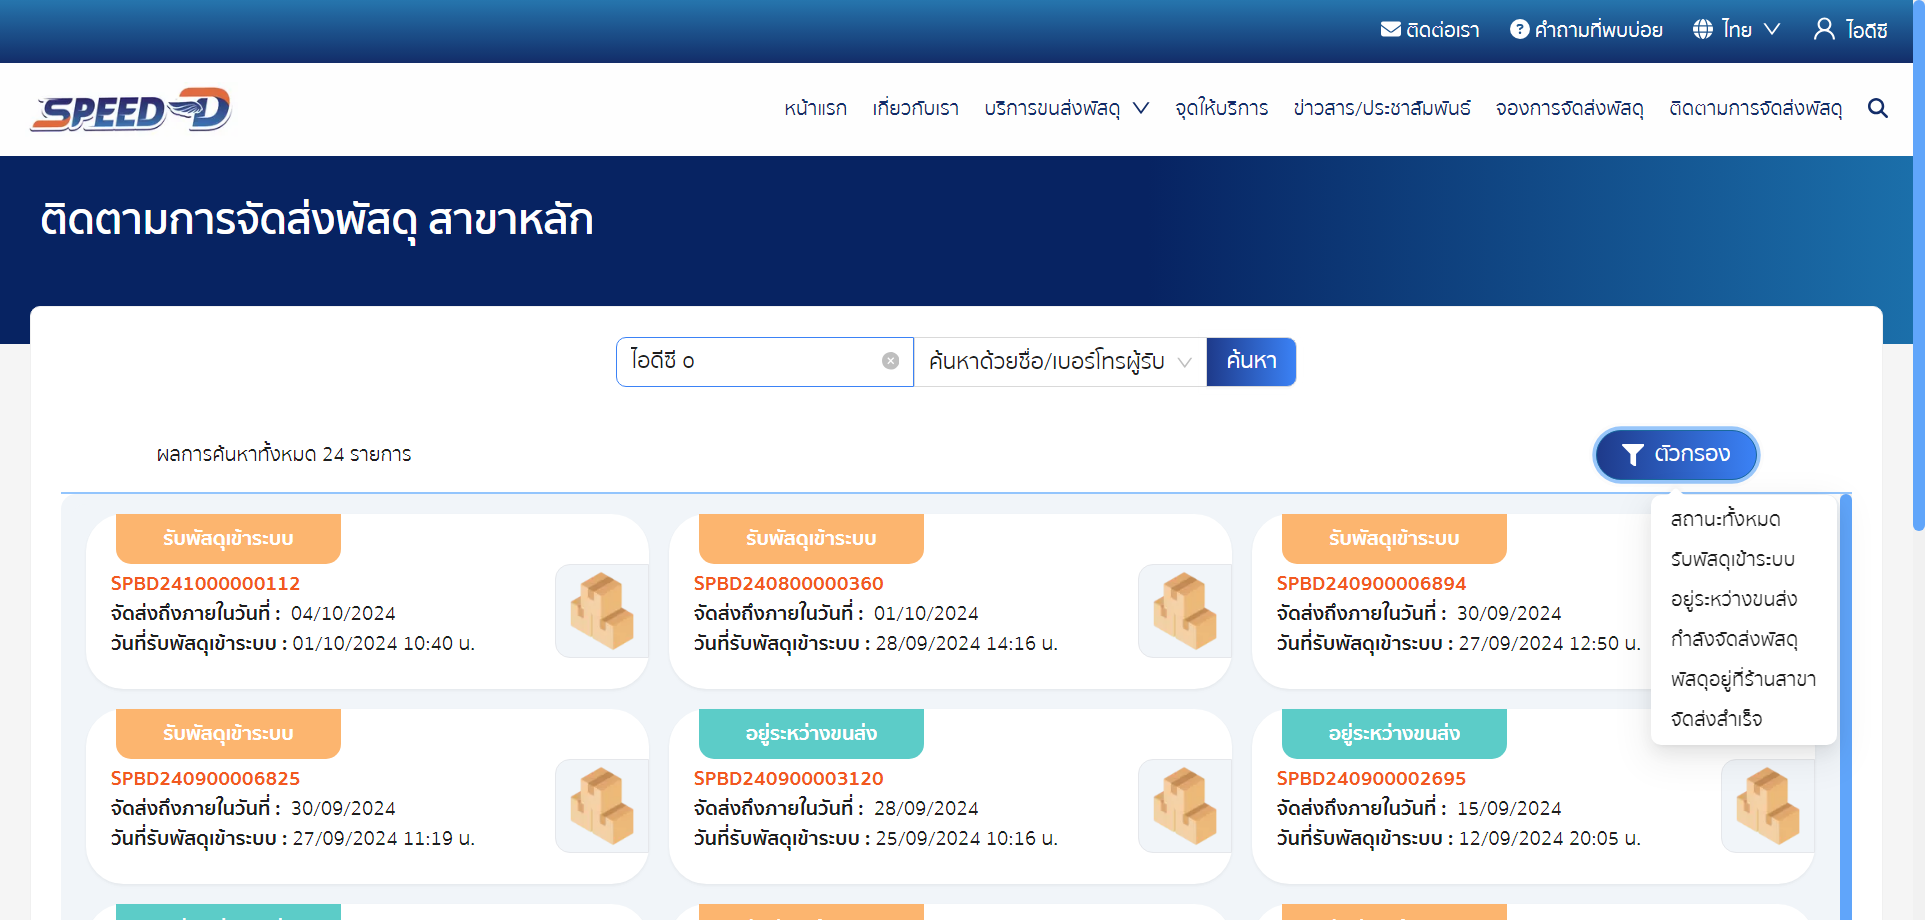 ติดต่อเรา
คำถามที่พบบ่อย
ไทย
ไอดีซี
SPEED-D
หน้าแรก
เกี่ยวกับเรา
บริการขนส่งพัสดุ
จุดให้บริการ
ข่าวสาร/ประชาสัมพันธ์
จองการจัดส่งพัสดุ
ติดตามการจัดส่งพัสดุ
ติดตามการจัดส่งพัสดุ สาขาหลัก
ไอดีซี o
ค้นหาด้วยชื่อ/เบอร์โทรผู้รับ
ค้นหา
ผลการค้นหาทั้งหมด 24 รายการ
ตัวกรอง
สถานะทั้งหมด
รับพัสดุเข้าระบบ
อยู่ระหว่างขนส่ง
กำลังจัดส่งพัสดุ
พัสดุอยู่ที่ร้านสาขา
จัดส่งสำเร็จ
รับพัสดุเข้าระบบ
SPBD241000000112
จัดส่งถึงภายในวันที่ : 04/10/2024
วันที่รับพัสดุเข้าระบบ : 01/10/2024 10:40 น.
รับพัสดุเข้าระบบ
SPBD240800000360
จัดส่งถึงภายในวันที่ : 01/10/2024
วันที่รับพัสดุเข้าระบบ : 28/09/2024 14:16 น.
รับพัสดุเข้าระบบ
SPBD240900006894
จัดส่งถึงภายในวันที่ : 30/09/2024
วันที่รับพัสดุเข้าระบบ : 27/09/2024 12:50 น.
รับพัสดุเข้าระบบ
SPBD240900006825
จัดส่งถึงภายในวันที่ : 30/09/2024
วันที่รับพัสดุเข้าระบบ : 27/09/2024 11:19 น.
อยู่ระหว่างขนส่ง
SPBD240900003120
จัดส่งถึงภายในวันที่ : 28/09/2024
วันที่รับพัสดุเข้าระบบ : 25/09/2024 10:16 น.
อยู่ระหว่างขนส่ง
SPBD240900002695
จัดส่งถึงภายในวันที่ : 15/09/2024
วันที่รับพัสดุเข้าระบบ : 12/09/2024 20:05 น.